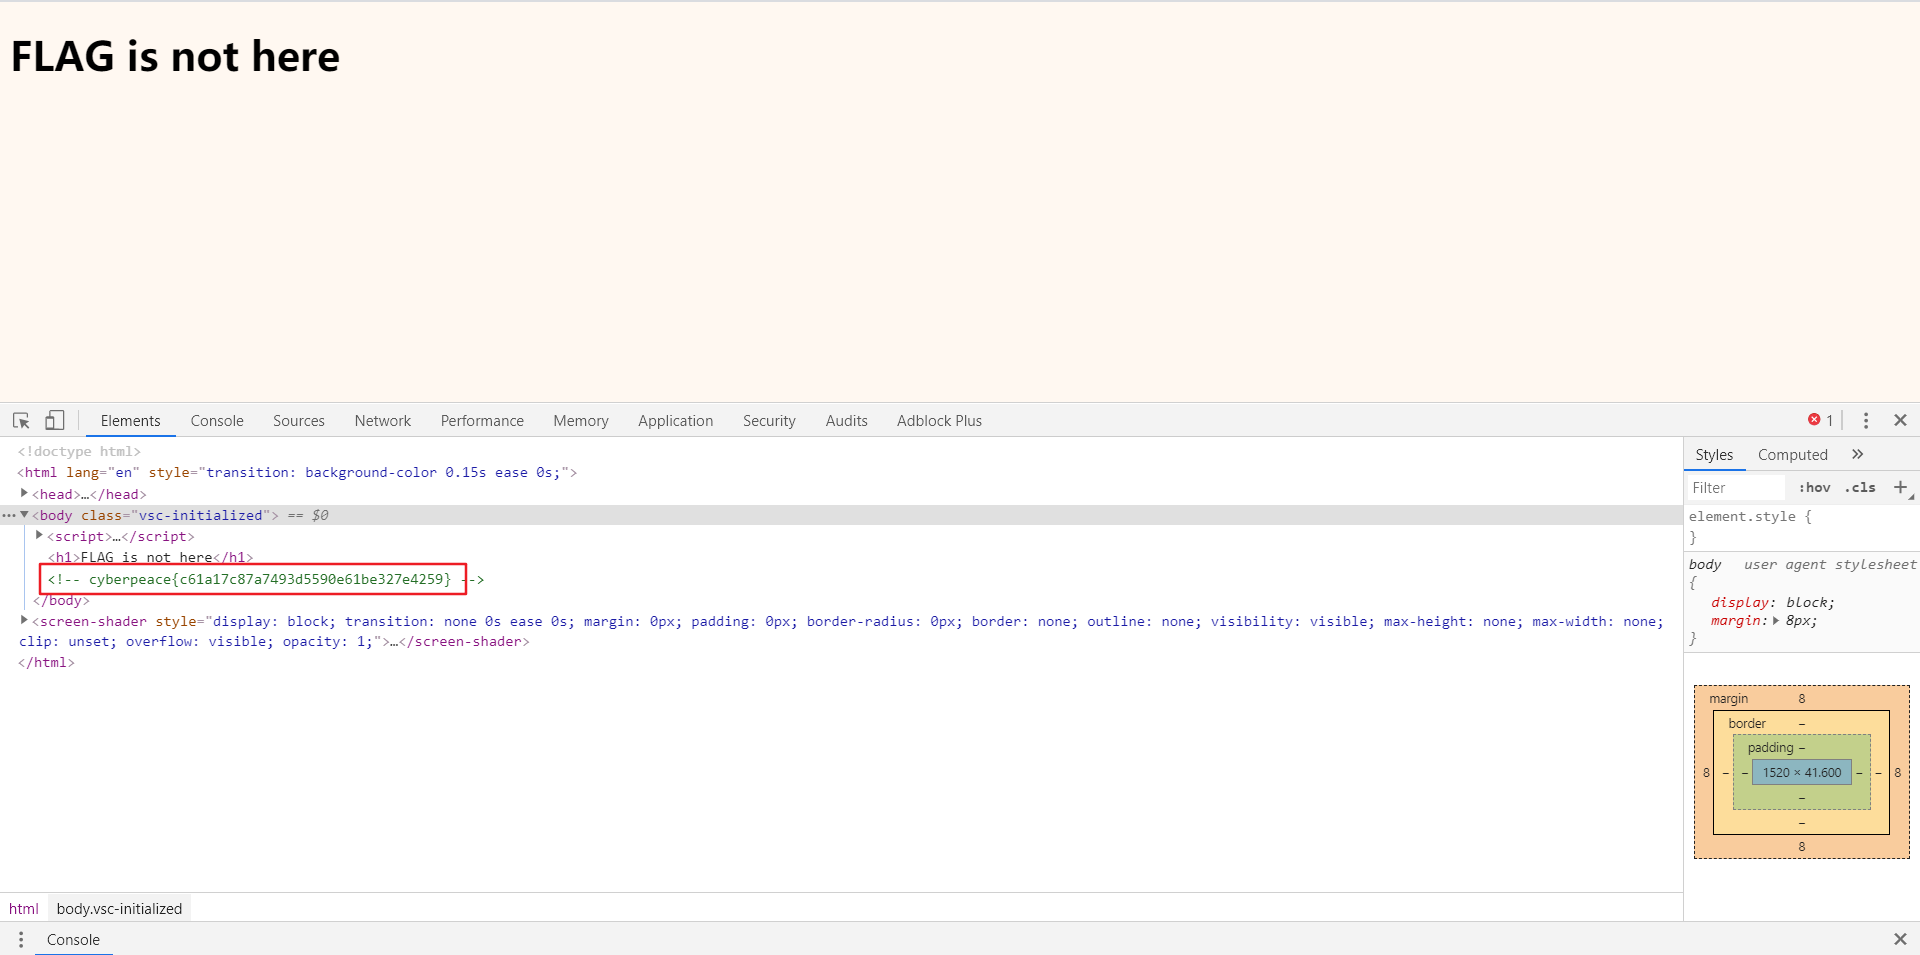 FLAG is not here
Elements Console Sources Network Performance Memory Application Security Audits Adblock Plus 1
<!doctype html>
<html lang="en" style="transition: background-color 0.15s ease 0s;">
<head>…</head>
<body class="vsc-initialized"> == $0
<script>…</script>
<h1>FLAG is not here</h1>
<!-- cyberpeace{c61a17c87a7493d5590e61be327e4259} -->
</body>
<screen-shader style="display: block; transition: none 0s ease 0s; margin: 0px; padding: 0px; border-radius: 0px; border: none; outline: none; visibility: visible; max-height: none; max-width: none;
clip: unset; overflow: visible; opacity: 1;">…</screen-shader>
</html>
Styles Computed »
Filter :hov .cls +
element.style {
}
body user agent stylesheet
{
display: block;
margin: 8px;
}
margin 8
border –
padding –
8 – – 1520 × 41.600 – – 8
–
–
8
html body.vsc-initialized
Console